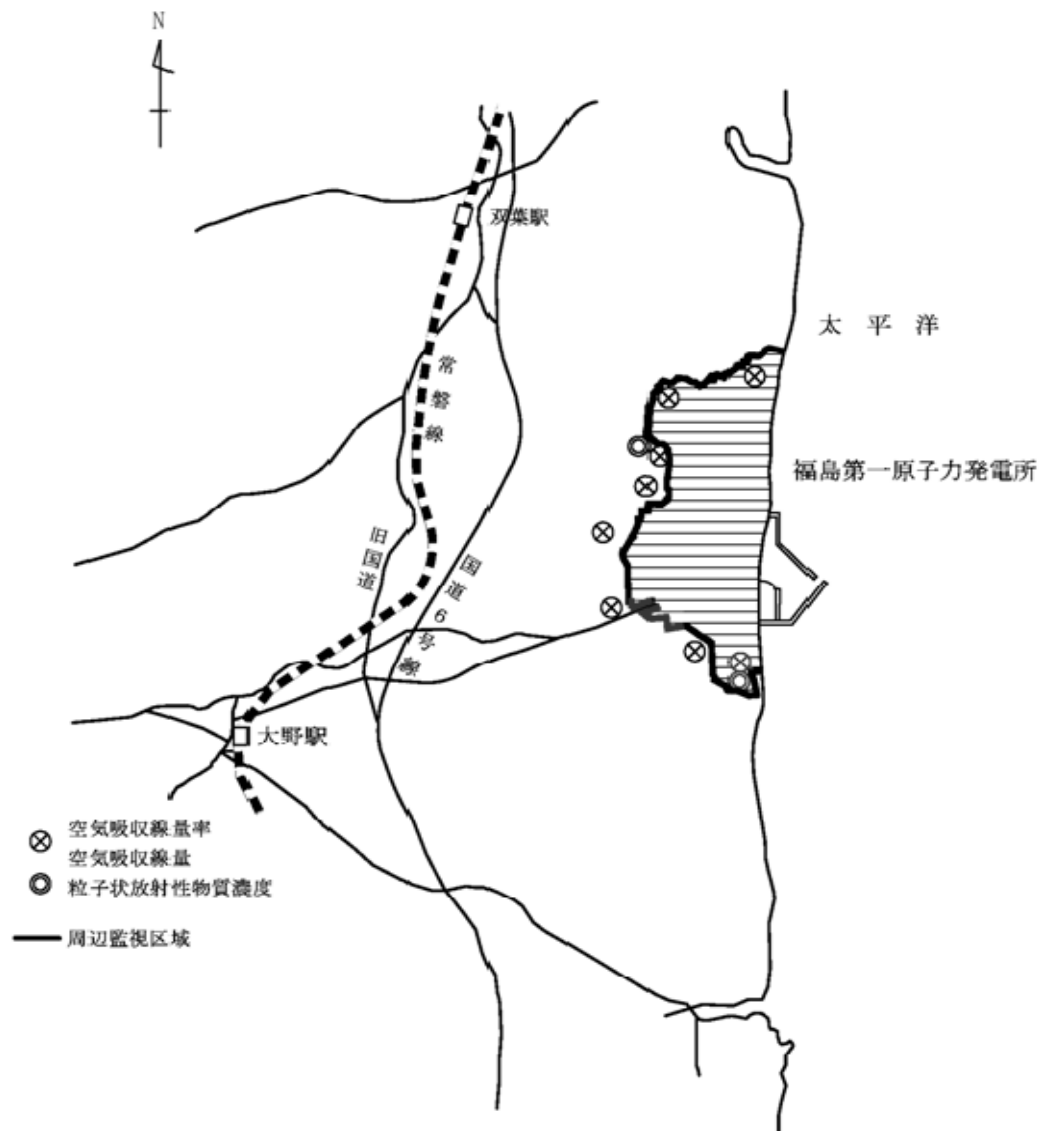 N
双葉駅
太平洋
常磐線
福島第一原子力発電所
旧国道
国道6号線
大野駅
空気吸収線量率
空気吸収線量
粒子状放射性物質濃度
周辺監視区域